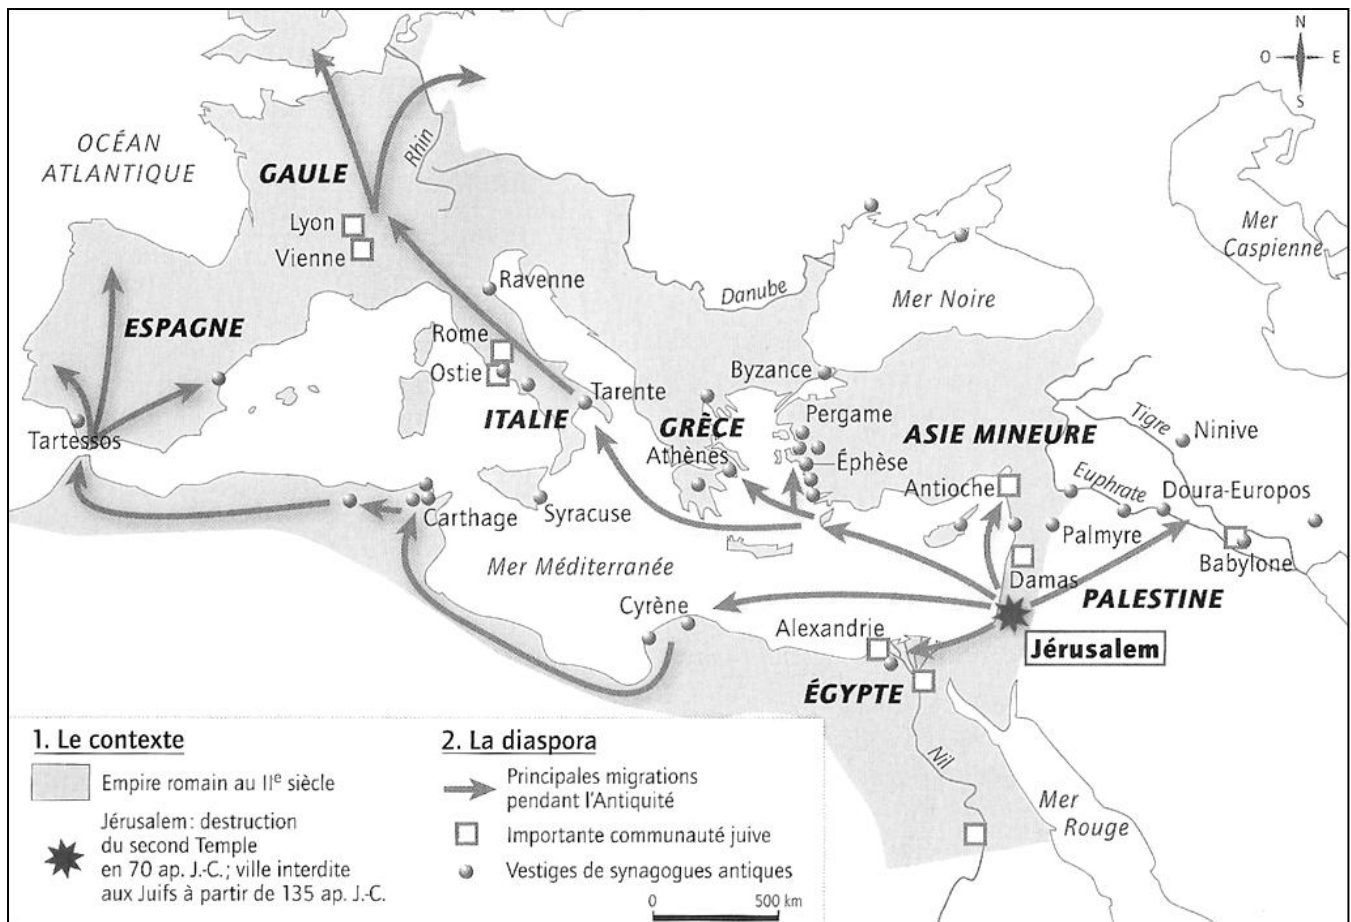 N
O
E
S
OCÉAN
ATLANTIQUE
GAULE
Rhin
Lyon
Vienne
Mer
Caspienne
Ravenne
Danube
Mer Noire
ESPAGNE
Rome
Ostie
Byzance
Tarente
Pergame
Tigre
ITALIE
GRÈCE
ASIE MINEURE
Ninive
Tartessos
Athènes
Éphèse
Antioche
Euphrate
Doura-Europos
Carthage
Syracuse
Palmyre
Mer Méditerranée
Babylone
Damas
Cyrène
PALESTINE
Alexandrie
Jérusalem
ÉGYPTE
Nil
Mer
Rouge
1. Le contexte
Empire romain au IIe siècle
Jérusalem : destruction
du second Temple
en 70 ap. J.-C. ; ville interdite
aux Juifs à partir de 135 ap. J.-C.
2. La diaspora
Principales migrations
pendant l'Antiquité
Importante communauté juive
Vestiges de synagogues antiques
0 500 km